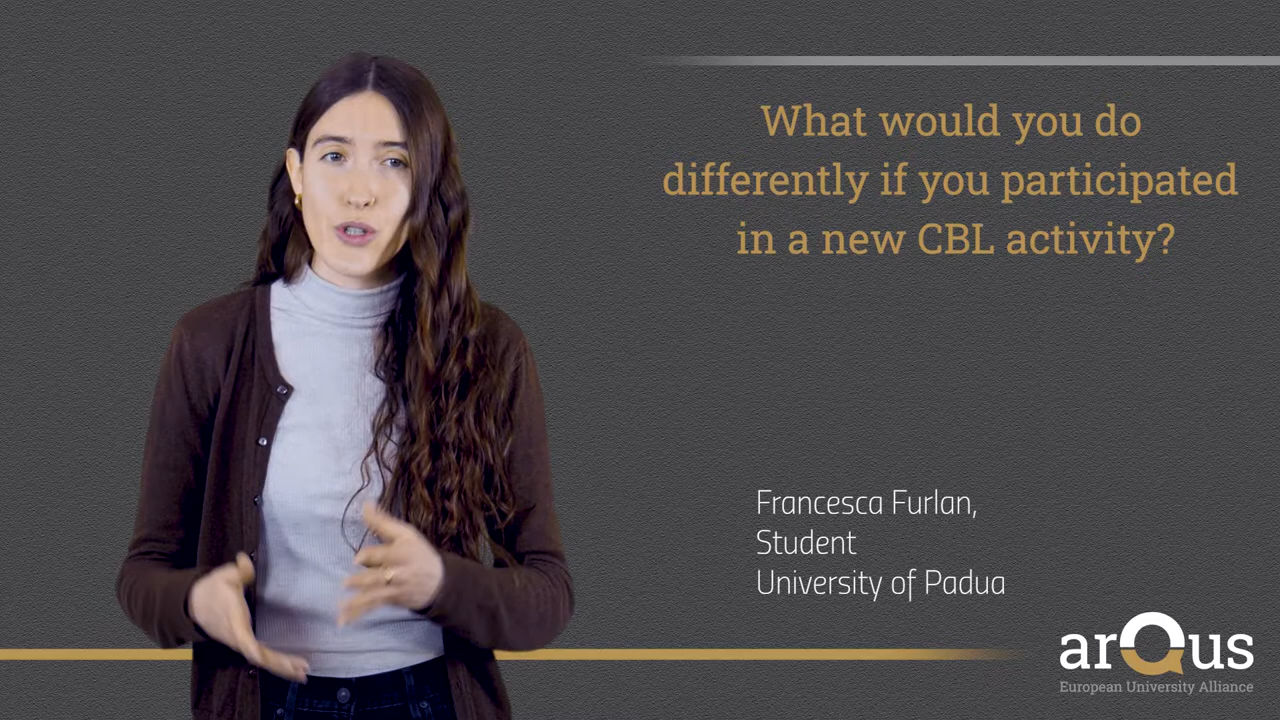 What would you do
differently if you participated
in a new CBL activity?
Francesca Furlan,
Student
University of Padua
arQus
European University Alliance